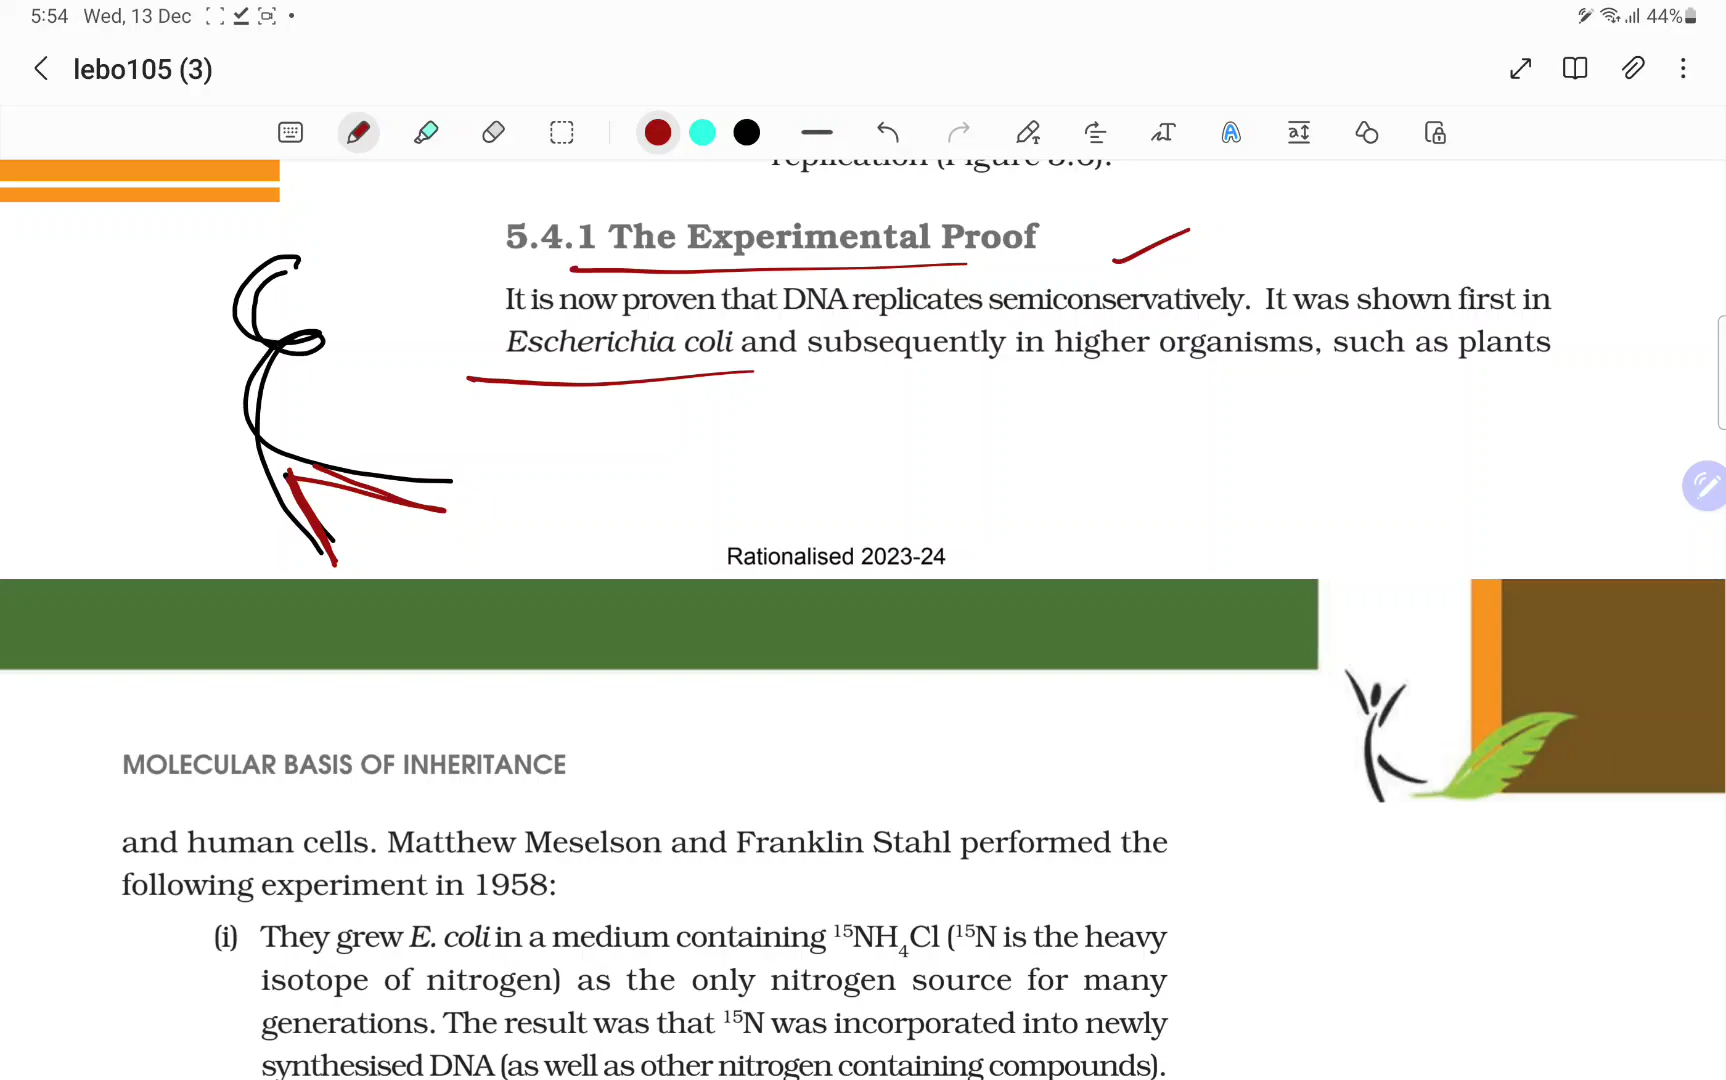 5:54 Wed, 13 Dec
44%
lebo105 (3)
5.4.1 The Experimental Proof
It is now proven that DNA replicates semiconservatively. It was shown first in
Escherichia coli and subsequently in higher organisms, such as plants
Rationalised 2023-24
MOLECULAR BASIS OF INHERITANCE
and human cells. Matthew Meselson and Franklin Stahl performed the
following experiment in 1958:
(i) They grew E. coli in a medium containing ¹⁵NH₄Cl (¹⁵N is the heavy
isotope of nitrogen) as the only nitrogen source for many
generations. The result was that ¹⁵N was incorporated into newly
synthesised DNA (as well as other nitrogen containing compounds).